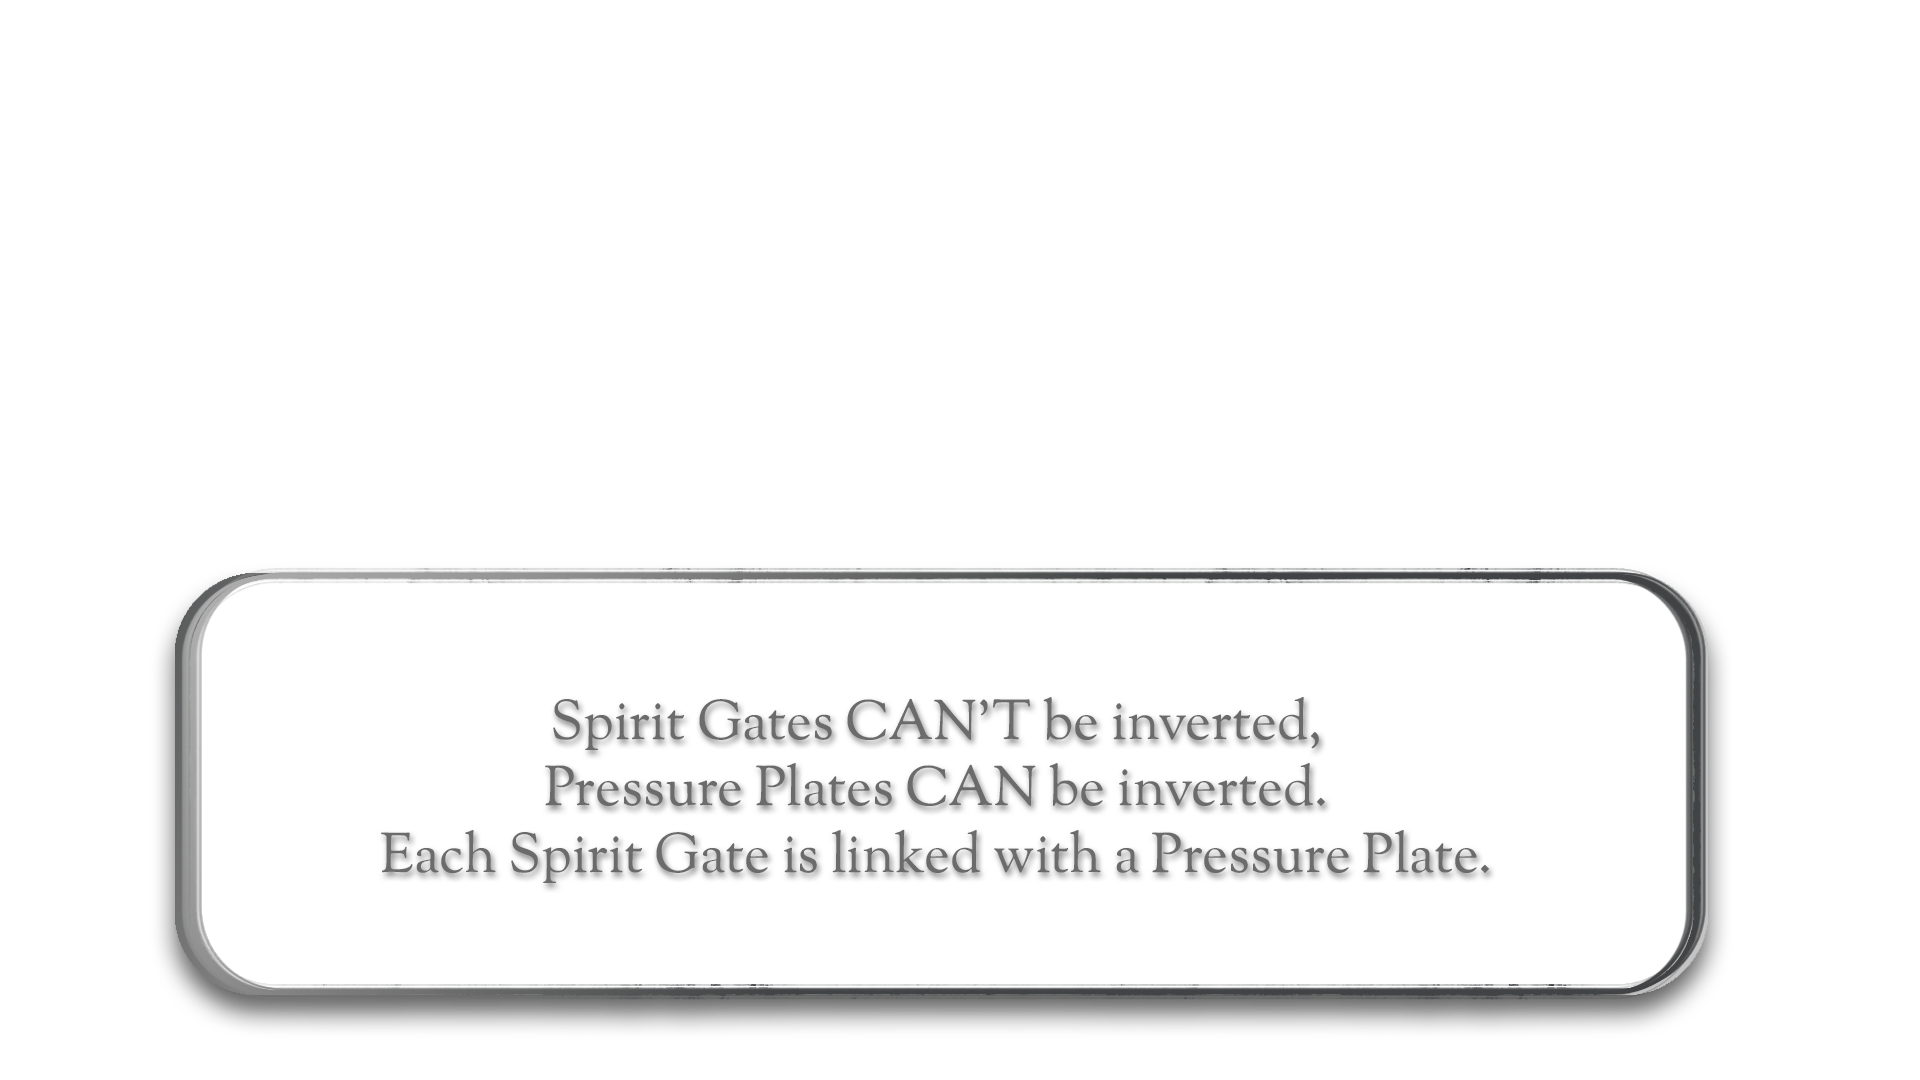 Spirit Gates CAN’T be inverted,
Pressure Plates CAN be inverted.
Each Spirit Gate is linked with a Pressure Plate.